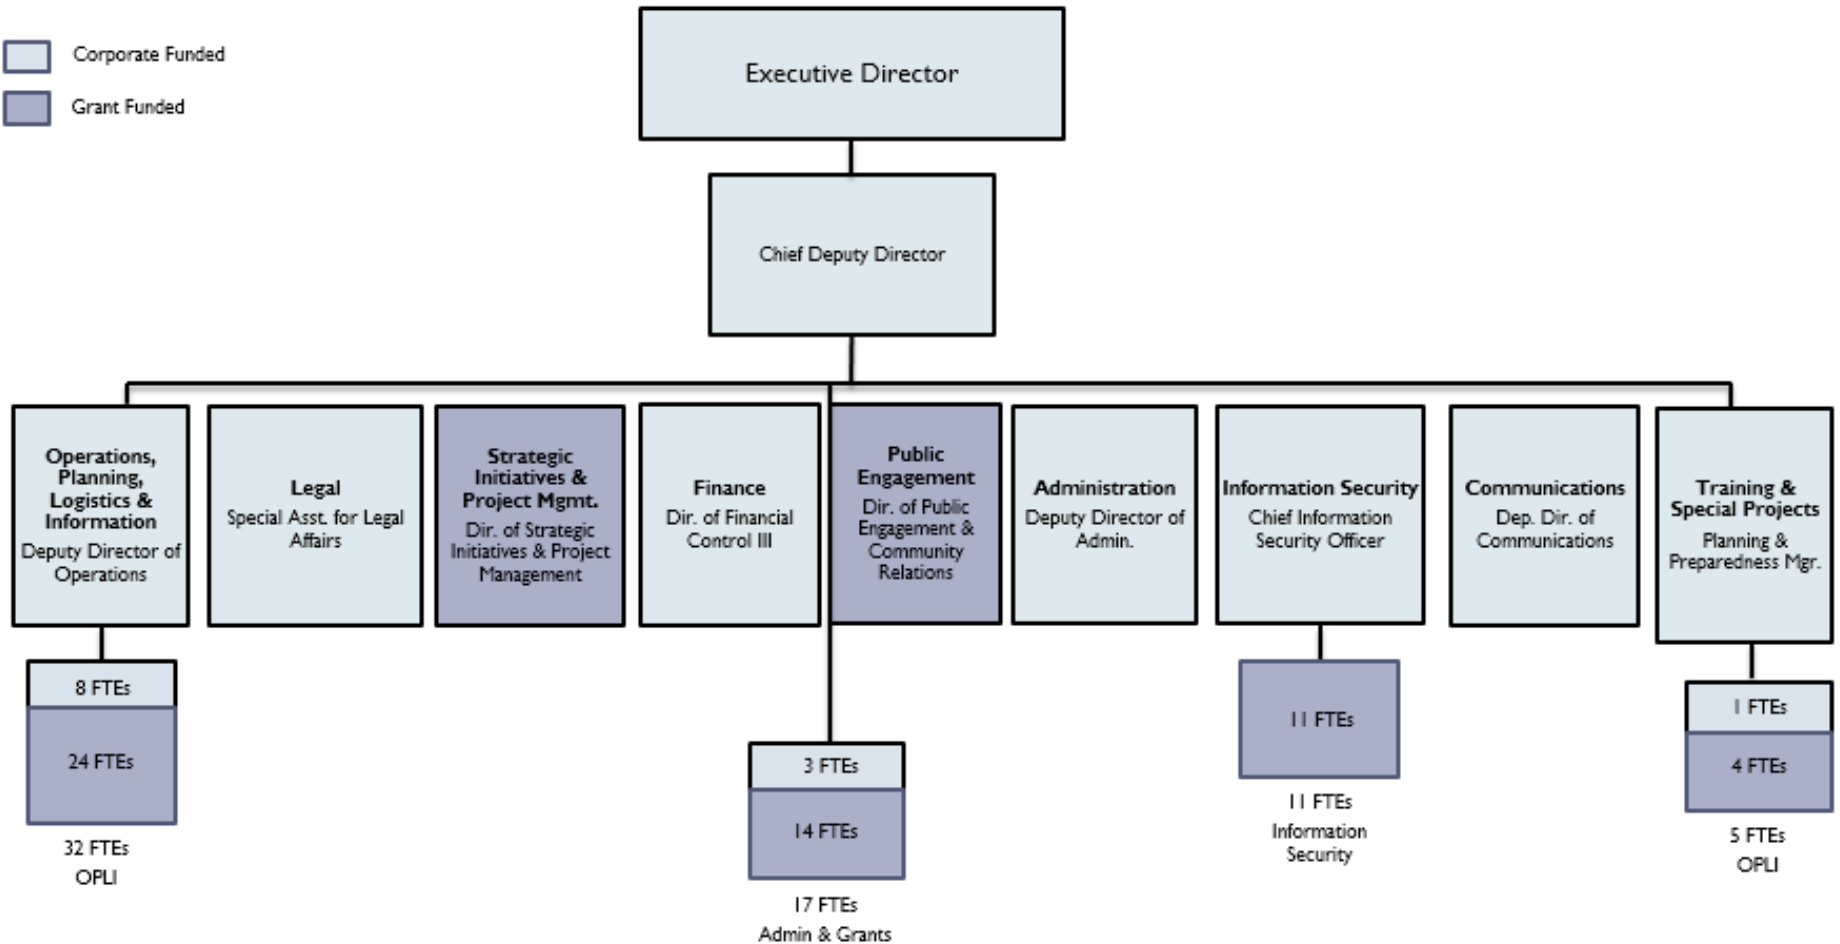 Corporate Funded
Grant Funded
Executive Director
Chief Deputy Director
Operations,
Planning,
Logistics &
Information
Deputy Director of
Operations
Legal
Special Asst. for Legal
Affairs
Strategic
Initiatives &
Project Mgmt.
Dir. of Strategic
Initiatives & Project
Management
Finance
Dir. of Financial
Control III
Public
Engagement
Dir. of Public
Engagement &
Community
Relations
Administration
Deputy Director of
Admin.
Information Security
Chief Information
Security Officer
Communications
Dep. Dir. of
Communications
Training &
Special Projects
Planning &
Preparedness Mgr.
8 FTEs
24 FTEs
32 FTEs
OPLI
3 FTEs
14 FTEs
17 FTEs
Admin & Grants
11 FTEs
11 FTEs
Information
Security
1 FTEs
4 FTEs
5 FTEs
OPLI